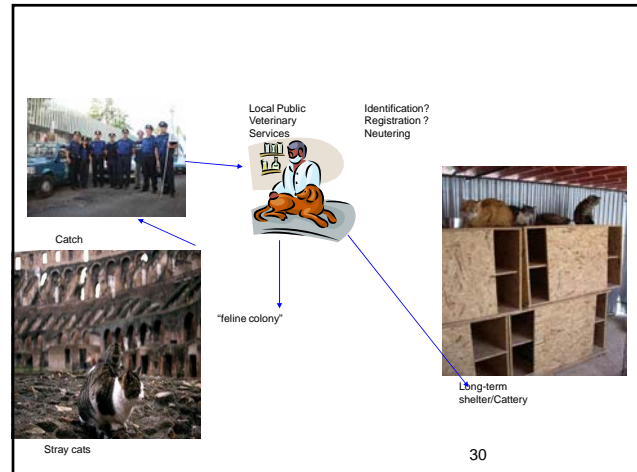 Local Public
Veterinary
Services
Identification?
Registration ?
Neutering
Catch
“feline colony”
Long-term
shelter/Cattery
Stray cats
30